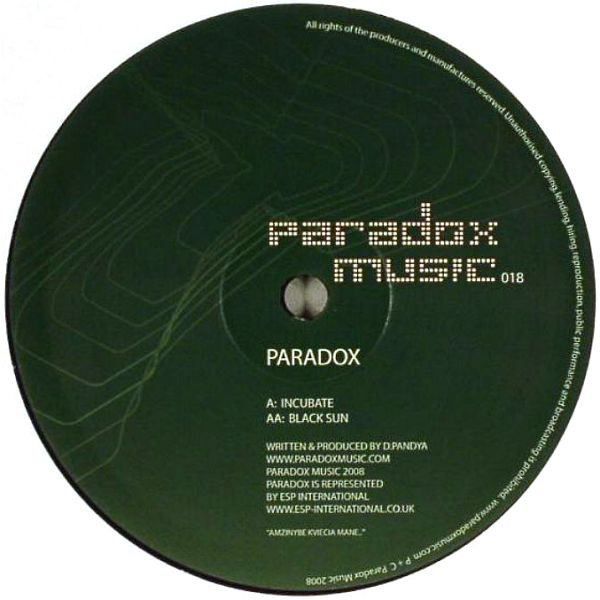 All rights of the producers and manufactures reserved. Unauthorised copying, lending, hiring, reproduction, public performance and broadcasting is prohibited. www.paradoxmusic.com P + C Paradox Music 2008
paradox
music 018
PARADOX
A: INCUBATE
AA: BLACK SUN
WRITTEN & PRODUCED BY D.PANDYA
WWW.PARADOXMUSIC.COM
PARADOX MUSIC 2008
PARADOX IS REPRESENTED
BY ESP INTERNATIONAL
WWW.ESP-INTERNATIONAL.CO.UK
"AMZINYBE KVIECIA MANE..."